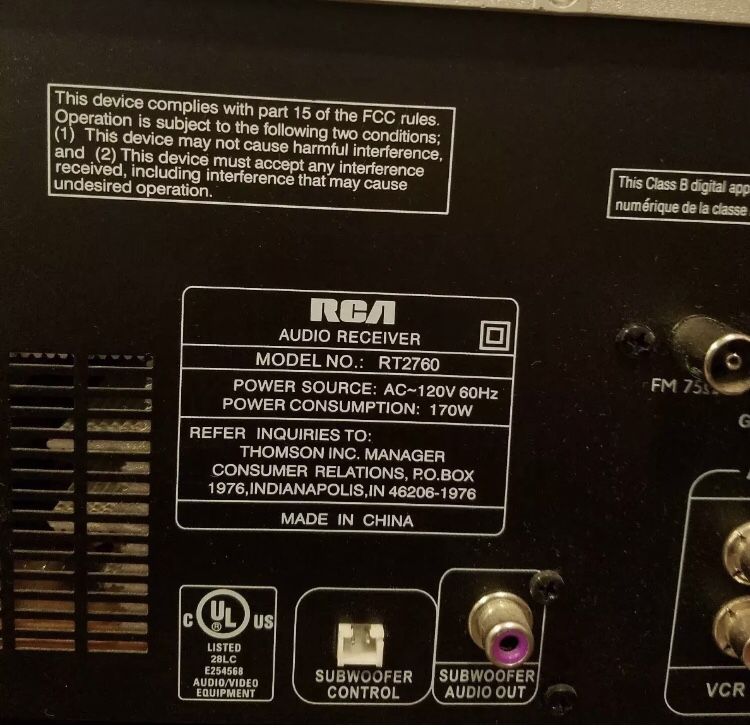 This device complies with part 15 of the FCC rules.
Operation is subject to the following two conditions;
(1) This device may not cause harmful interference,
and (2) This device must accept any interference
received, including interference that may cause
undesired operation.
This Class B digital app
numérique de la classe
RCA
AUDIO RECEIVER
MODEL NO.: RT2760
POWER SOURCE: AC~120V 60Hz
POWER CONSUMPTION: 170W
REFER INQUIRIES TO:
THOMSON INC. MANAGER
CONSUMER RELATIONS, P.O.BOX
1976,INDIANAPOLIS,IN 46206-1976
MADE IN CHINA
FM 75Ω
C UL US
®
LISTED
28LC
E254568
AUDIO/VIDEO
EQUIPMENT
SUBWOOFER
CONTROL
SUBWOOFER
AUDIO OUT
VCR